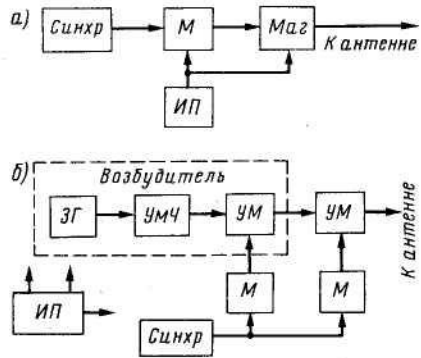 а)
Синхр
М
Маг
К антенне
ИП
б)
Возбудитель
ЗГ
УмЧ
УМ
УМ
К антенне
М
М
ИП
Синхр